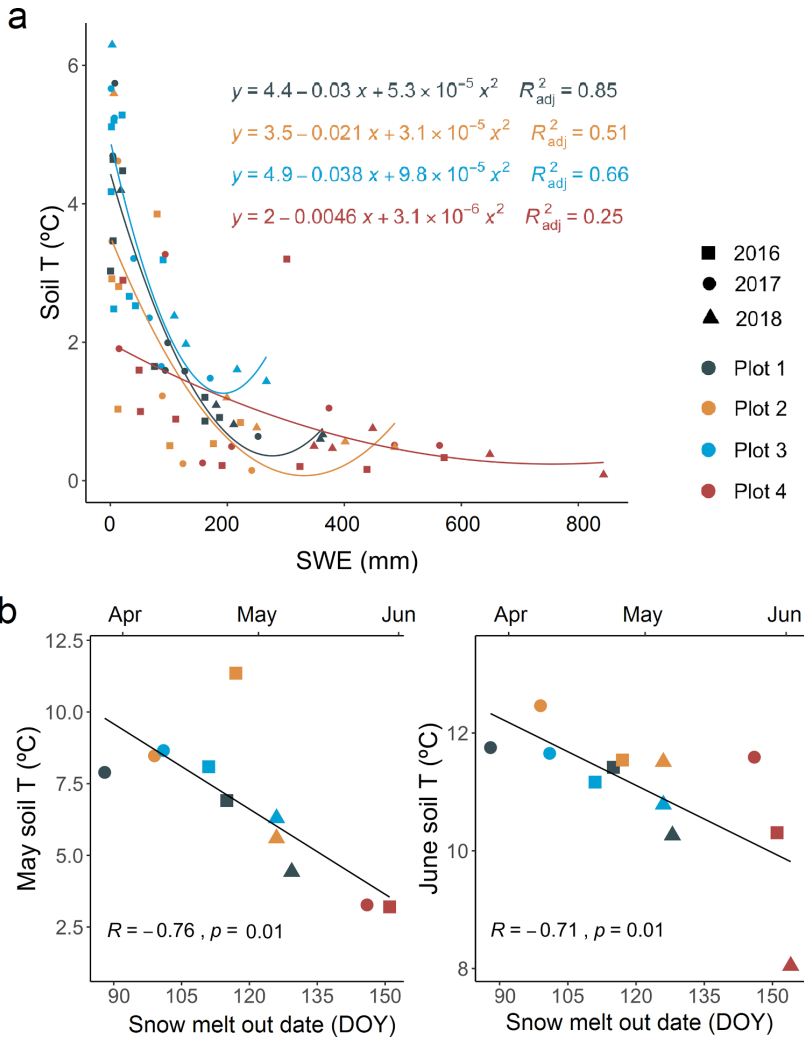 a
y = 4.4 – 0.03 x + 5.3 × 10⁻⁵ x² R²adj = 0.85
y = 3.5 – 0.021 x + 3.1 × 10⁻⁵ x² R²adj = 0.51
y = 4.9 – 0.038 x + 9.8 × 10⁻⁵ x² R²adj = 0.66
y = 2 – 0.0046 x + 3.1 × 10⁻⁶ x² R²adj = 0.25
6
4
2
0
Soil T (ºC)
0 200 400 600 800
SWE (mm)
2016
2017
2018
Plot 1
Plot 2
Plot 3
Plot 4
b
Apr May Jun
12.5
10.0
7.5
5.0
2.5
May soil T (ºC)
R = – 0.76 , p = 0.01
90 105 120 135 150
Snow melt out date (DOY)
Apr May Jun
12
10
8
June soil T (ºC)
R = –0.71 , p = 0.01
90 105 120 135 150
Snow melt out date (DOY)